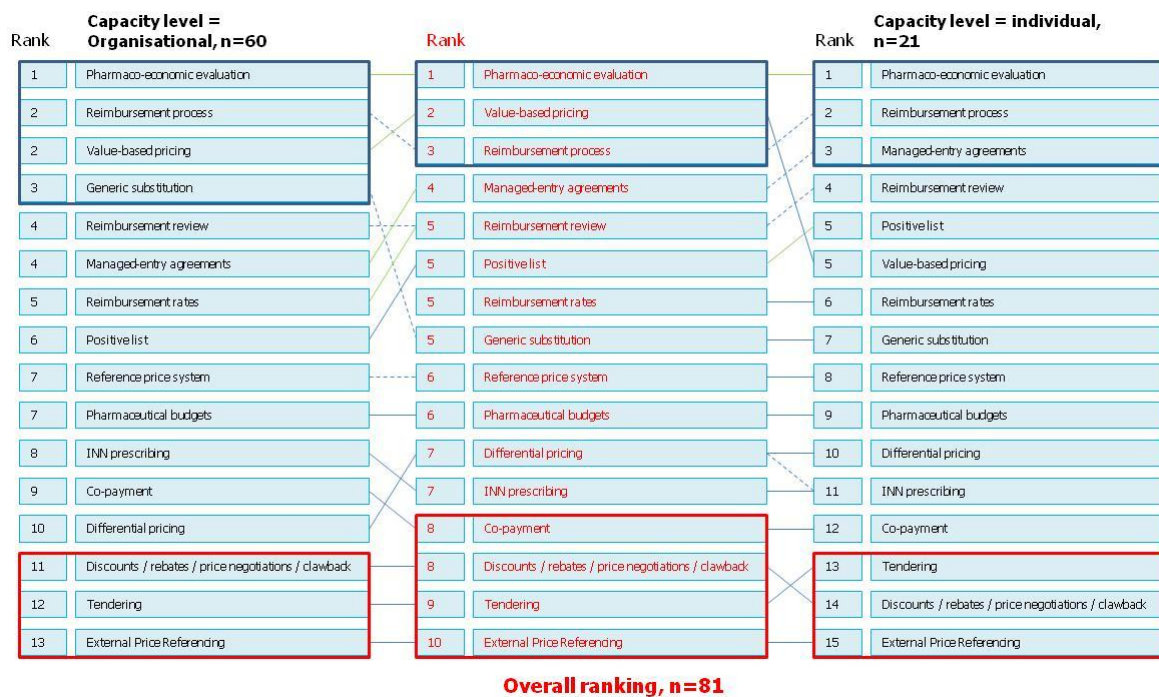 Capacity level =
Rank Organisational, n=60
1 Pharmaco-economic evaluation
2 Reimbursement process
2 Value-based pricing
3 Generic substitution
4 Reimbursement review
4 Managed-entry agreements
5 Reimbursement rates
6 Positive list
7 Reference price system
7 Pharmaceutical budgets
8 INN prescribing
9 Co-payment
10 Differential pricing
11 Discounts / rebates / price negotiations / clawback
12 Tendering
13 External Price Referencing
Rank
1 Pharmaco-economic evaluation
2 Value-based pricing
3 Reimbursement process
4 Managed-entry agreements
5 Reimbursement review
5 Positive list
5 Reimbursement rates
5 Generic substitution
6 Reference price system
6 Pharmaceutical budgets
7 Differential pricing
7 INN prescribing
8 Co-payment
8 Discounts / rebates / price negotiations / clawback
9 Tendering
10 External Price Referencing
Overall ranking, n=81
Capacity level = individual,
Rank n=21
1 Pharmaco-economic evaluation
2 Reimbursement process
3 Managed-entry agreements
4 Reimbursement review
5 Positive list
5 Value-based pricing
6 Reimbursement rates
7 Generic substitution
8 Reference price system
9 Pharmaceutical budgets
10 Differential pricing
11 INN prescribing
12 Co-payment
13 Tendering
14 Discounts / rebates / price negotiations / clawback
15 External Price Referencing